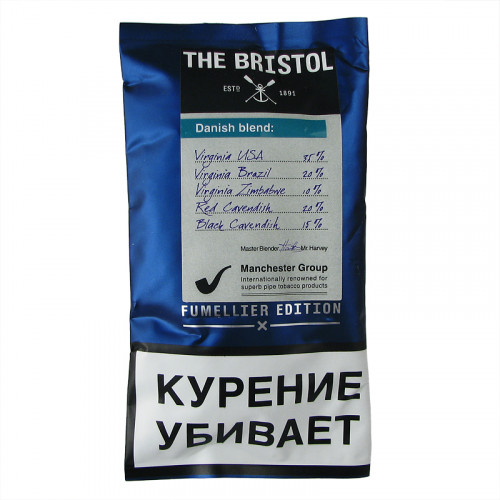 THE BRISTOL
ESTD 1891
Danish blend:
Virginia USA 35%
Virginia Brazil 20%
Virginia Zimbabwe 10%
Red Cavendish 20%
Black Cavendish 15%
Master Blender Mr. Harvey
Manchester Group
Internationally renowned for
superb pipe tobacco products
FUMELLIER EDITION
КУРЕНИЕ
УБИВАЕТ